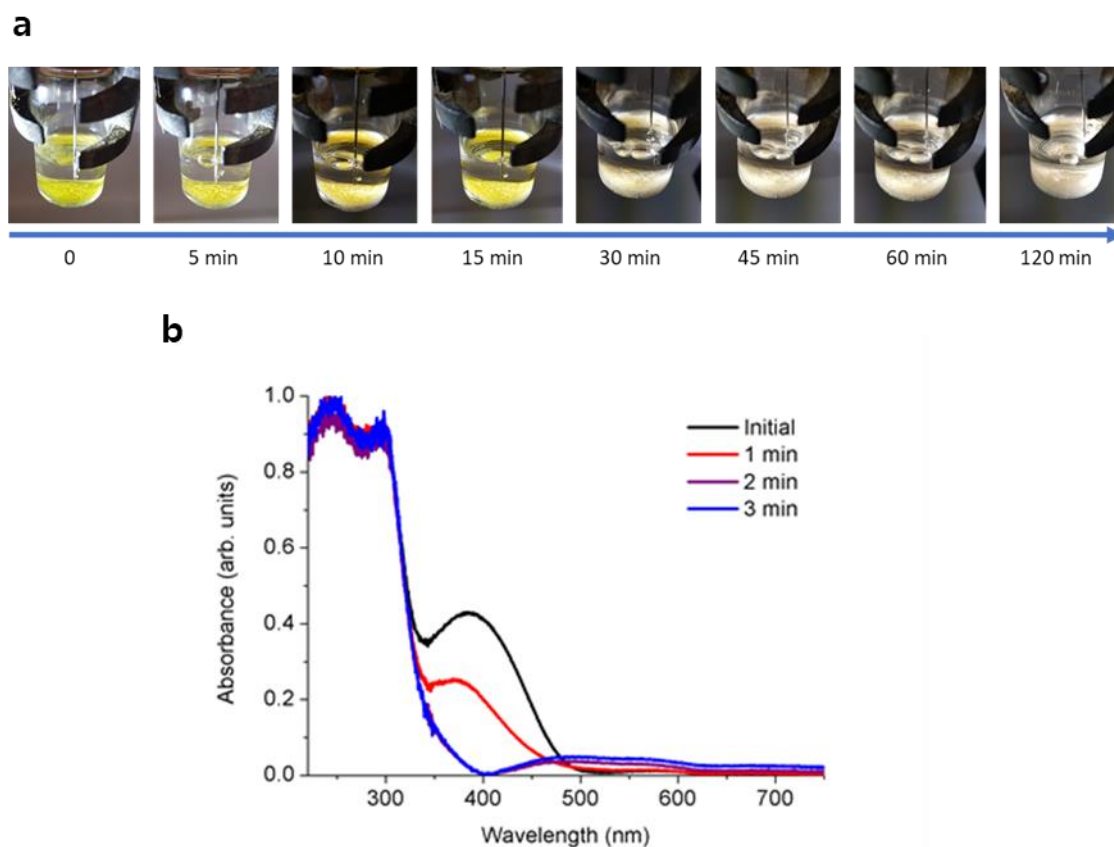 a
0 5 min 10 min 15 min 30 min 45 min 60 min 120 min
b
Initial
1 min
2 min
3 min
1.0
0.8
0.6
0.4
0.2
0.0
Absorbance (arb. units)
300 400 500 600 700
Wavelength (nm)